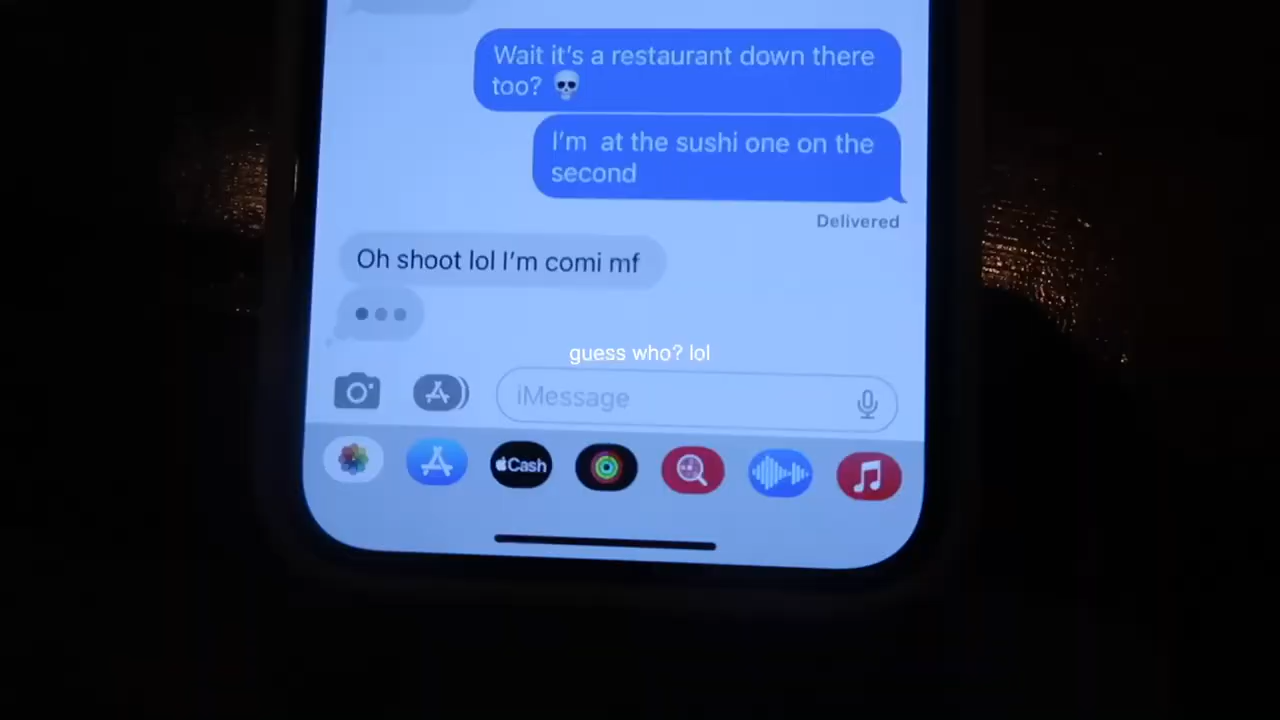 Wait it's a restaurant down there
too? 💀
I'm at the sushi one on the
second
Delivered
Oh shoot lol I'm comi mf
guess who? lol
iMessage
Cash